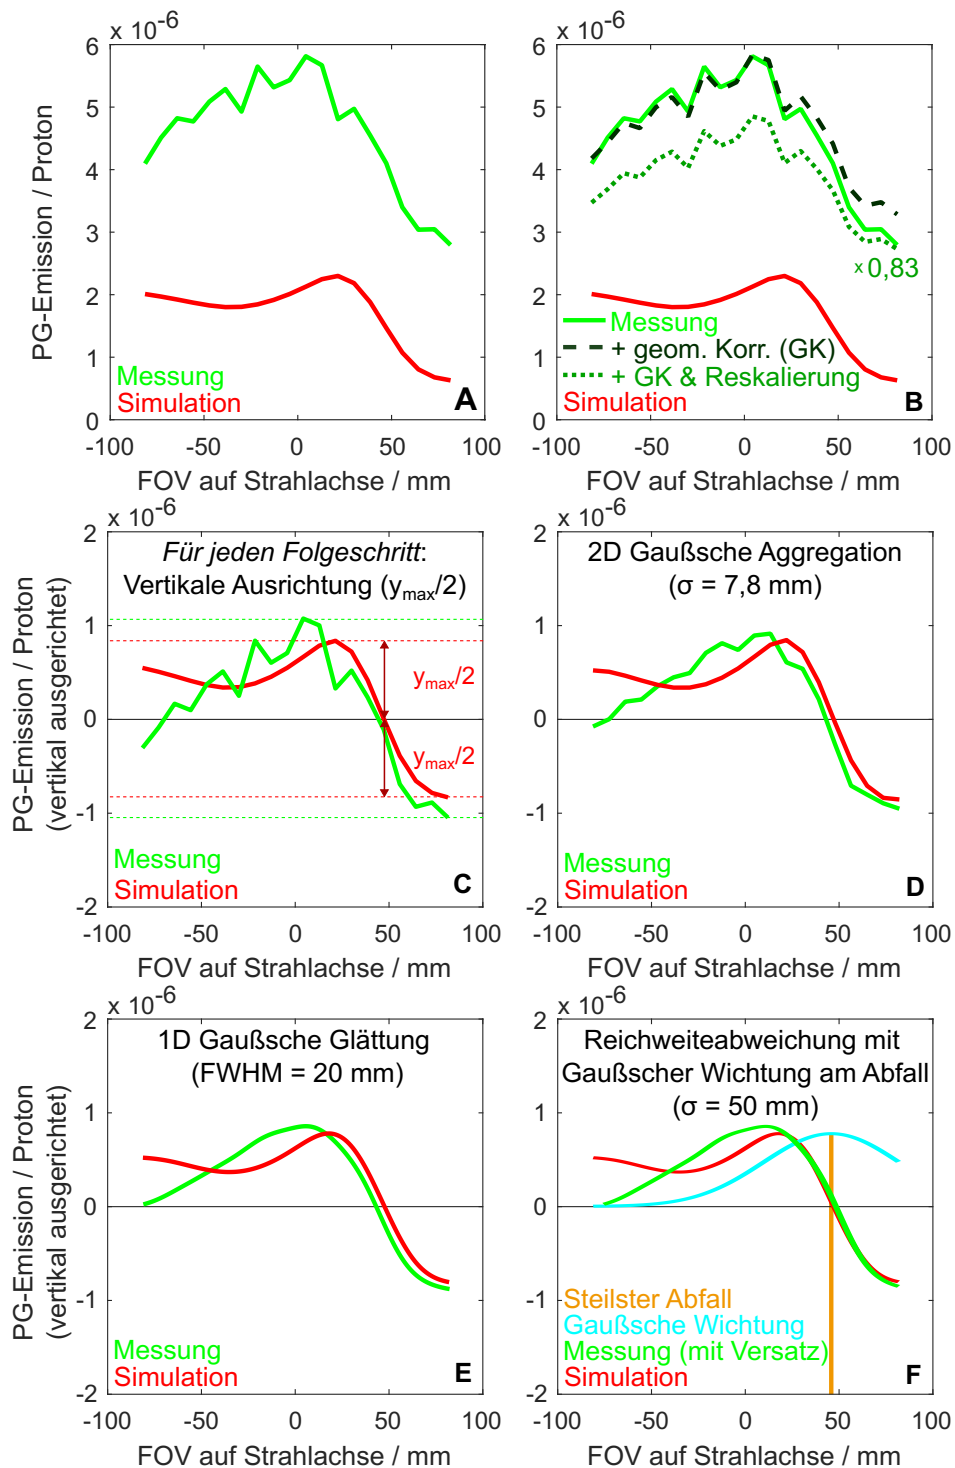 x 10-6
6
5
4
3
2
1
0
PG-Emission / Proton
Messung
Simulation
A
-100 -50 0 50 100
FOV auf Strahlachse / mm
x 10-6
6
5
4
3
2
1
0
x 0,83
Messung
+ geom. Korr. (GK)
+ GK & Reskalierung
Simulation
B
-100 -50 0 50 100
FOV auf Strahlachse / mm
x 10-6
2
1
0
-1
-2
PG-Emission / Proton
(vertikal ausgerichtet)
Für jeden Folgeschritt:
Vertikale Ausrichtung (ymax/2)
ymax/2
ymax/2
Messung
Simulation
C
-100 -50 0 50 100
FOV auf Strahlachse / mm
x 10-6
2
1
0
-1
-2
2D Gaußsche Aggregation
(σ = 7,8 mm)
Messung
Simulation
D
-100 -50 0 50 100
FOV auf Strahlachse / mm
x 10-6
2
1
0
-1
-2
PG-Emission / Proton
(vertikal ausgerichtet)
1D Gaußsche Glättung
(FWHM = 20 mm)
Messung
Simulation
E
-100 -50 0 50 100
FOV auf Strahlachse / mm
x 10-6
2
1
0
-1
-2
Reichweiteabweichung mit
Gaußscher Wichtung am Abfall
(σ = 50 mm)
Steilster Abfall
Gaußsche Wichtung
Messung (mit Versatz)
Simulation
F
-100 -50 0 50 100
FOV auf Strahlachse / mm